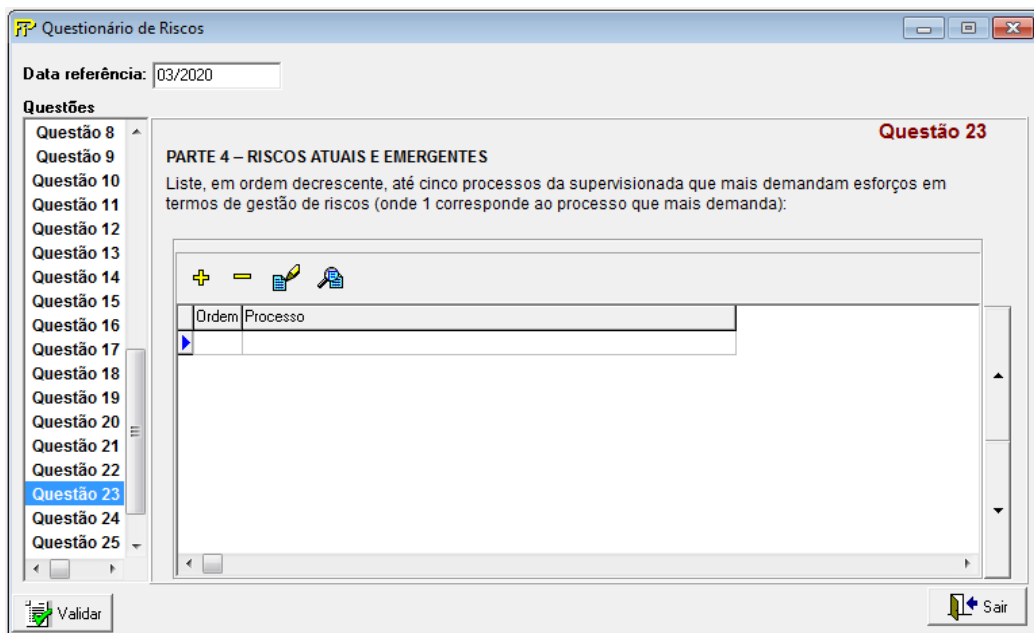 FIP Questionário de Riscos
Data referência: 03/2020
Questões
Questão 8
Questão 9
Questão 10
Questão 11
Questão 12
Questão 13
Questão 14
Questão 15
Questão 16
Questão 17
Questão 18
Questão 19
Questão 20
Questão 21
Questão 22
Questão 23
Questão 24
Questão 25
Questão 23
PARTE 4 – RISCOS ATUAIS E EMERGENTES
Liste, em ordem decrescente, até cinco processos da supervisionada que mais demandam esforços em
termos de gestão de riscos (onde 1 corresponde ao processo que mais demanda):
Ordem Processo
Validar
Sair